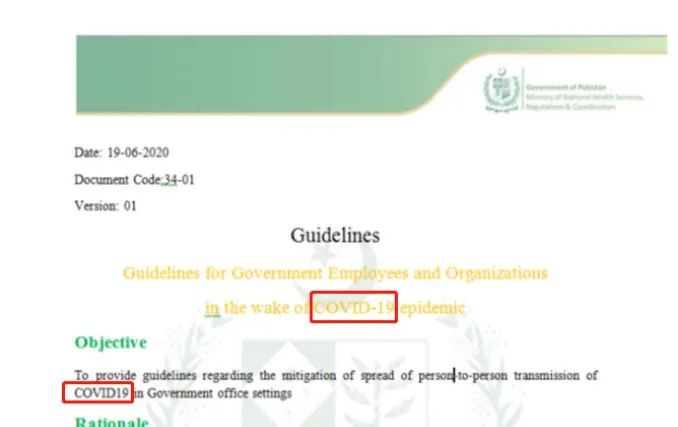 Government of Pakistan
Ministry of National Health Services,
Regulations & Coordination
Date: 19-06-2020
Document Code:34-01
Version: 01
Guidelines
Guidelines for Government Employees and Organizations
in the wake of COVID-19 epidemic
Objective
To provide guidelines regarding the mitigation of spread of person-to-person transmission of
COVID19 in Government office settings
Rationale